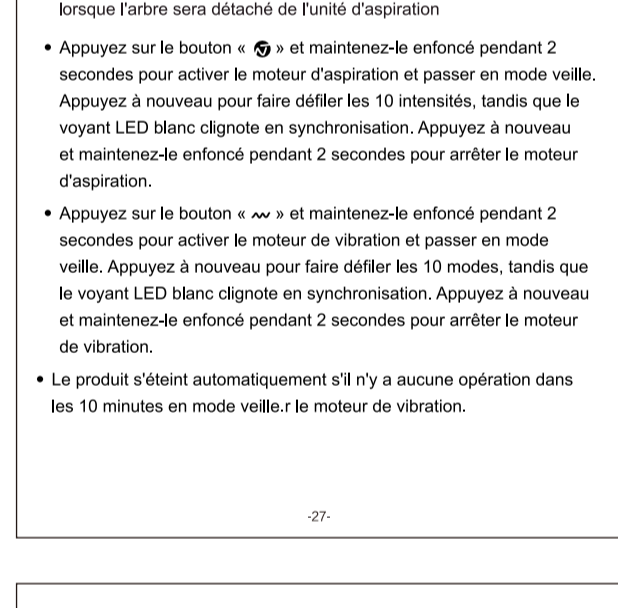 lorsque l'arbre sera détaché de l'unité d'aspiration
• Appuyez sur le bouton « » et maintenez-le enfoncé pendant 2
secondes pour activer le moteur d'aspiration et passer en mode veille.
Appuyez à nouveau pour faire défiler les 10 intensités, tandis que le
voyant LED blanc clignote en synchronisation. Appuyez à nouveau
et maintenez-le enfoncé pendant 2 secondes pour arrêter le moteur
d'aspiration.
• Appuyez sur le bouton « » et maintenez-le enfoncé pendant 2
secondes pour activer le moteur de vibration et passer en mode
veille. Appuyez à nouveau pour faire défiler les 10 modes, tandis que
le voyant LED blanc clignote en synchronisation. Appuyez à nouveau
et maintenez-le enfoncé pendant 2 secondes pour arrêter le moteur
de vibration.
• Le produit s'éteint automatiquement s'il n'y a aucune opération dans
les 10 minutes en mode veille.r le moteur de vibration.
-27-